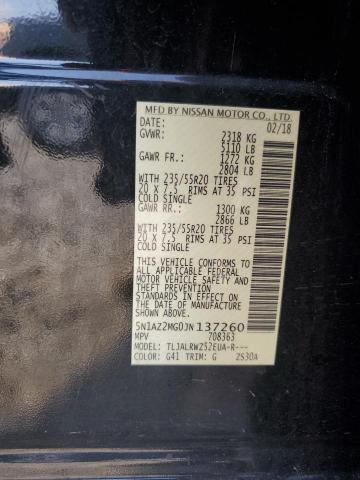 MFD BY NISSAN MOTOR CO., LTD.
DATE: 02/18
GVWR: 2318 KG
5110 LB
GAWR FR.: 1272 KG
2804 LB
WITH 235/55R20 TIRES
20 X 7.5 RIMS AT 35 PSI
COLD SINGLE
GAWR RR.: 1300 KG
2866 LB
WITH 235/55R20 TIRES
20 X 7.5 RIMS AT 35 PSI
COLD SINGLE
THIS VEHICLE CONFORMS TO
ALL APPLICABLE FEDERAL
MOTOR VEHICLE SAFETY AND
THEFT PREVENTION
STANDARDS IN EFFECT ON
THE DATE OF MANUFACTURE
SHOWN ABOVE.
5N1AZ2MG0JN137260
MPV 708363
MODEL: TLJALRWZ52EUA-R---
COLOR: G41 TRIM: G ZS30A